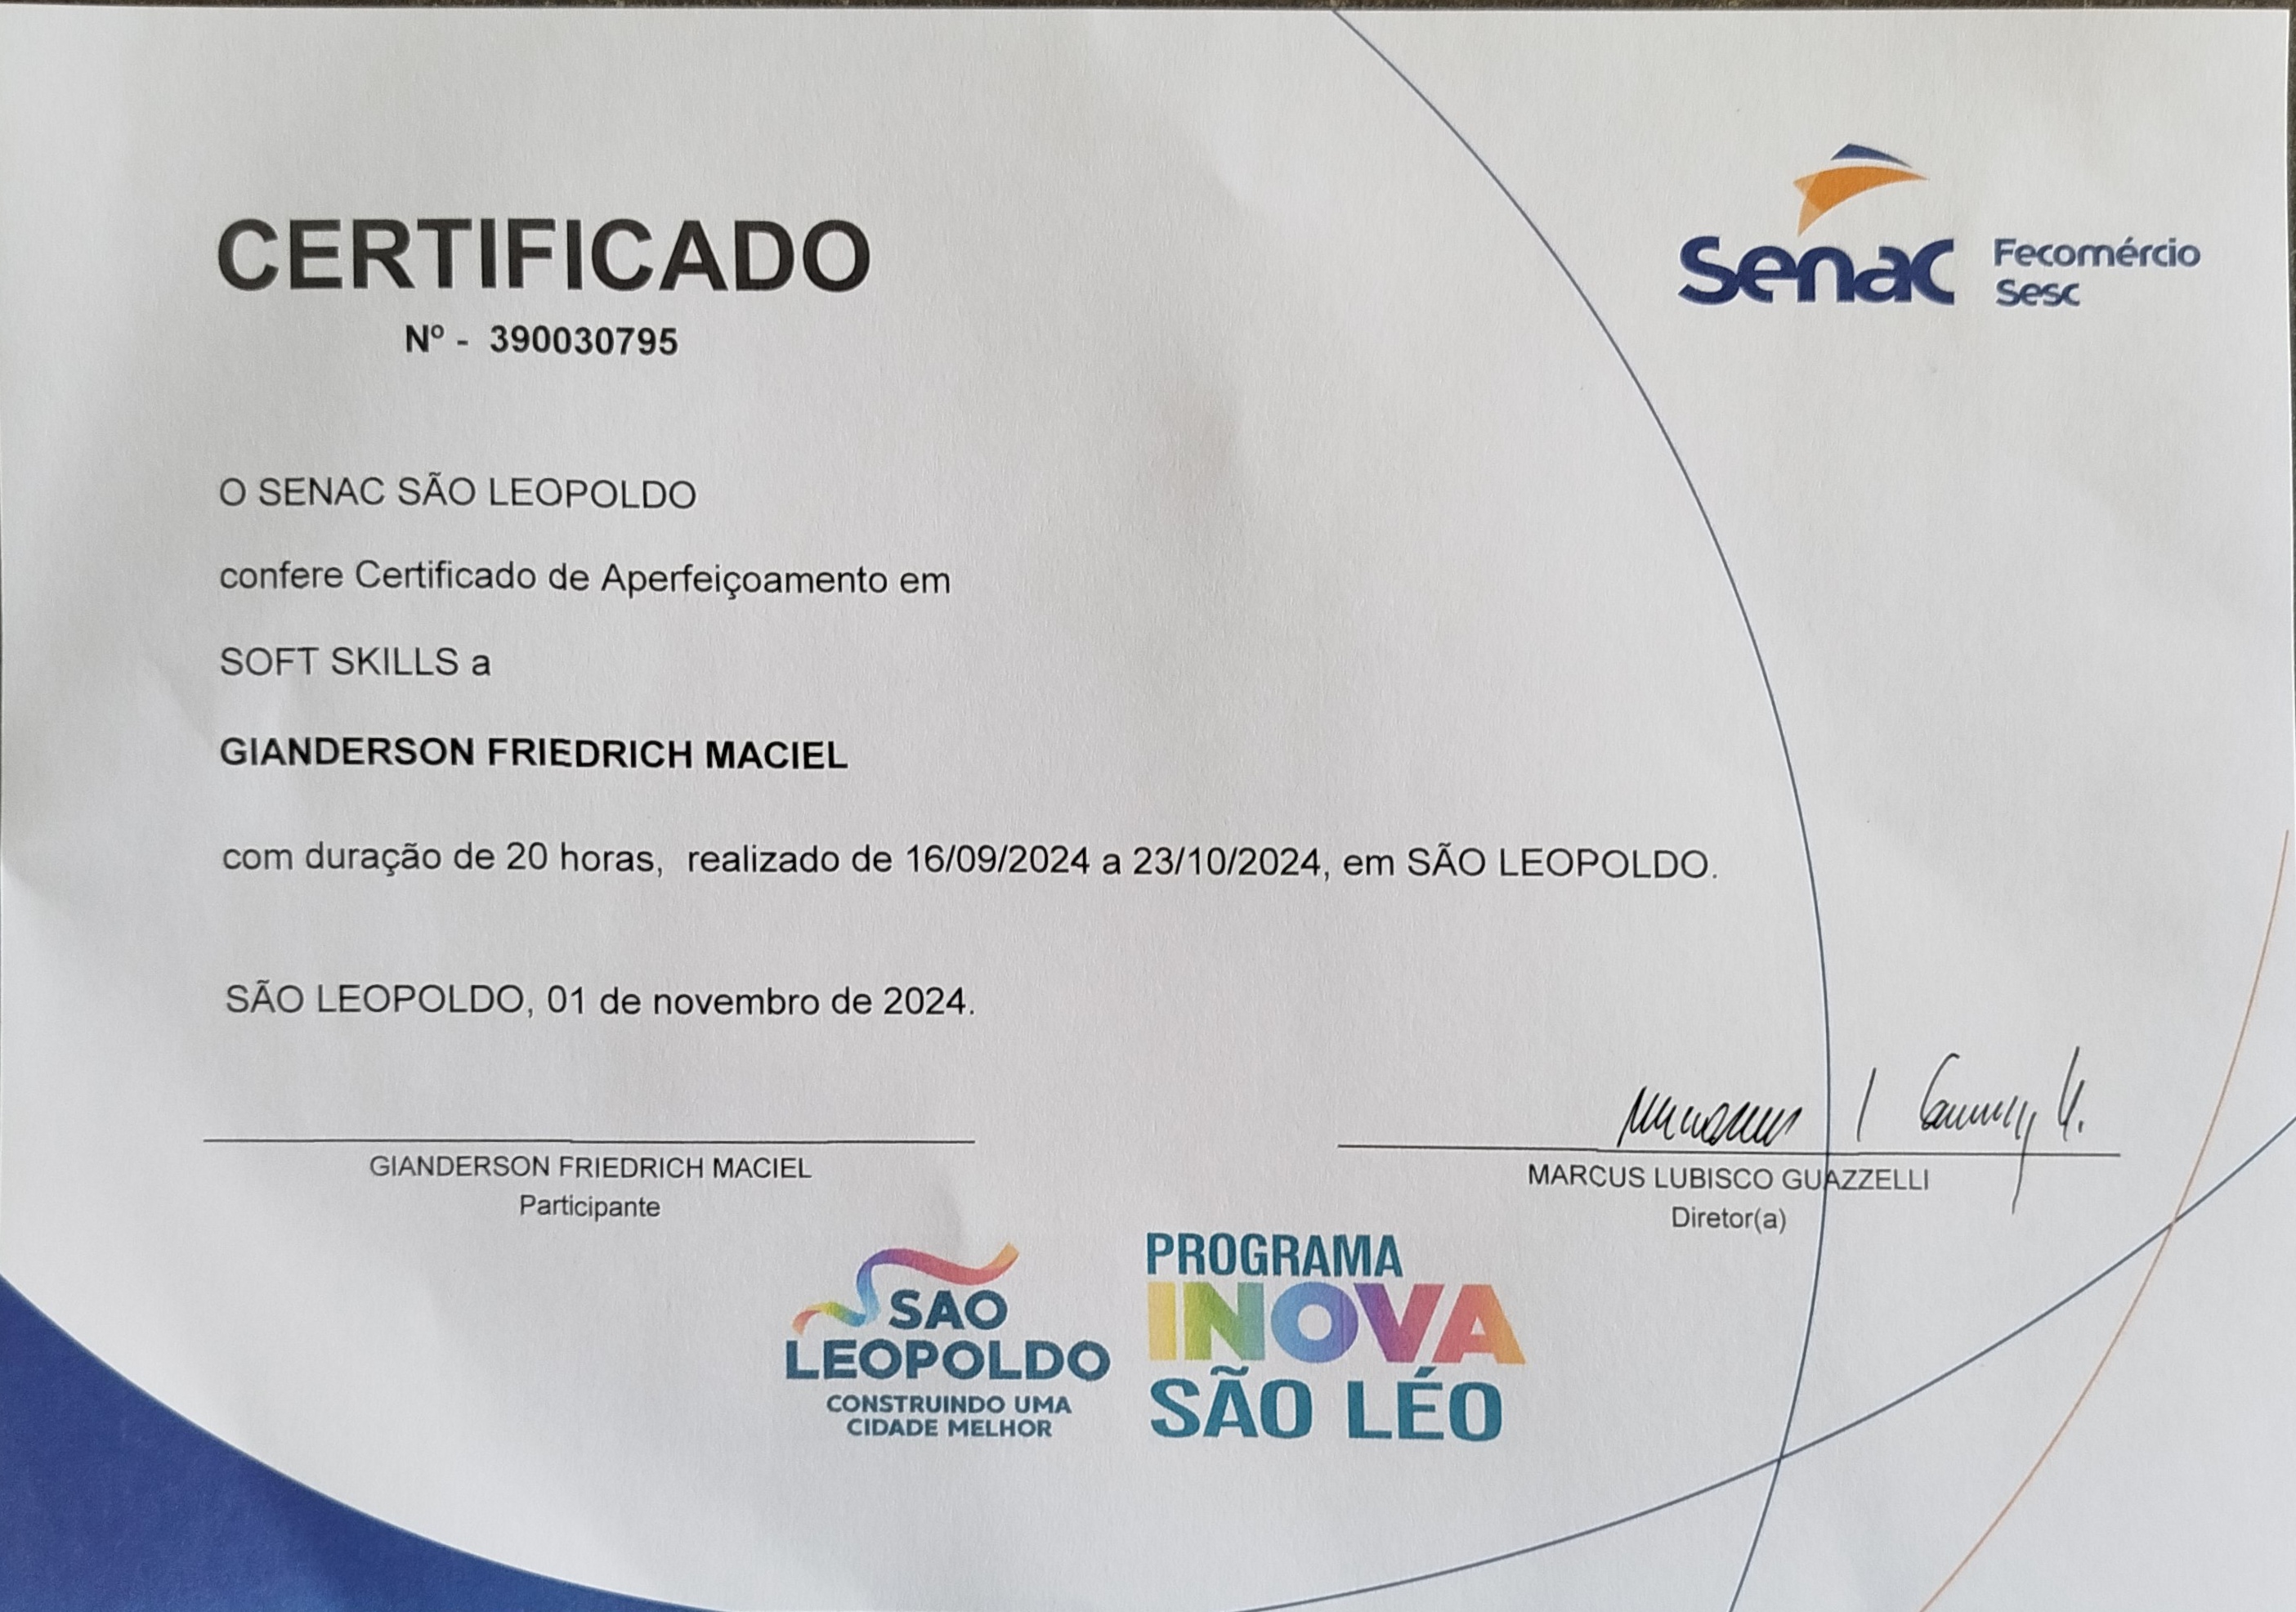 CERTIFICADO
Nº - 390030795
Senac
Fecomércio
Sesc
O SENAC SÃO LEOPOLDO
confere Certificado de Aperfeiçoamento em
SOFT SKILLS a
GIANDERSON FRIEDRICH MACIEL
com duração de 20 horas, realizado de 16/09/2024 a 23/10/2024, em SÃO LEOPOLDO.
SÃO LEOPOLDO, 01 de novembro de 2024.
GIANDERSON FRIEDRICH MACIEL
Participante
MARCUS LUBISCO GUAZZELLI
Diretor(a)
SÃO
LEOPOLDO
CONSTRUINDO UMA
CIDADE MELHOR
PROGRAMA
INOVA
SÃO LÉO